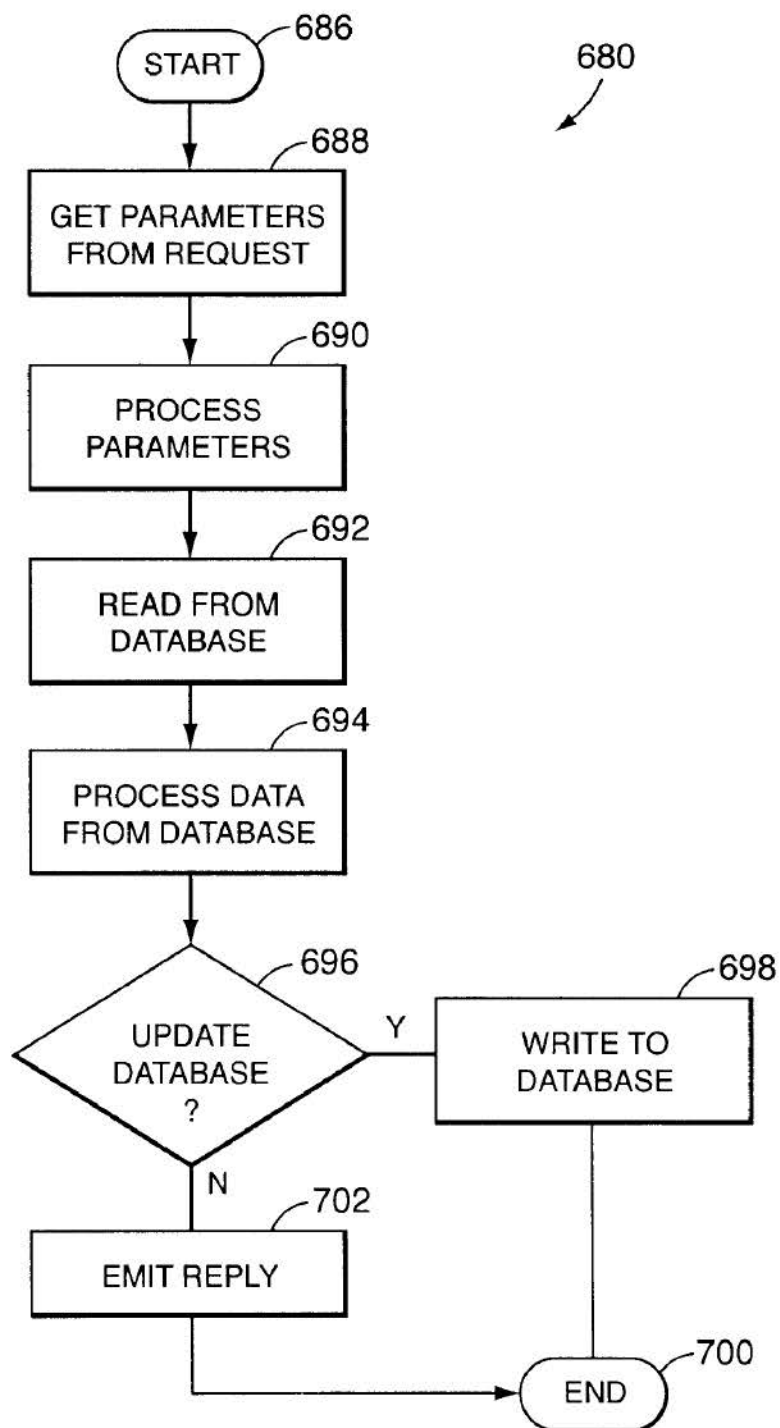 686
START
680
688
GET PARAMETERS
FROM REQUEST
690
PROCESS
PARAMETERS
692
READ FROM
DATABASE
694
PROCESS DATA
FROM DATABASE
696
UPDATE
DATABASE
?
Y
698
WRITE TO
DATABASE
N
702
EMIT REPLY
700
END